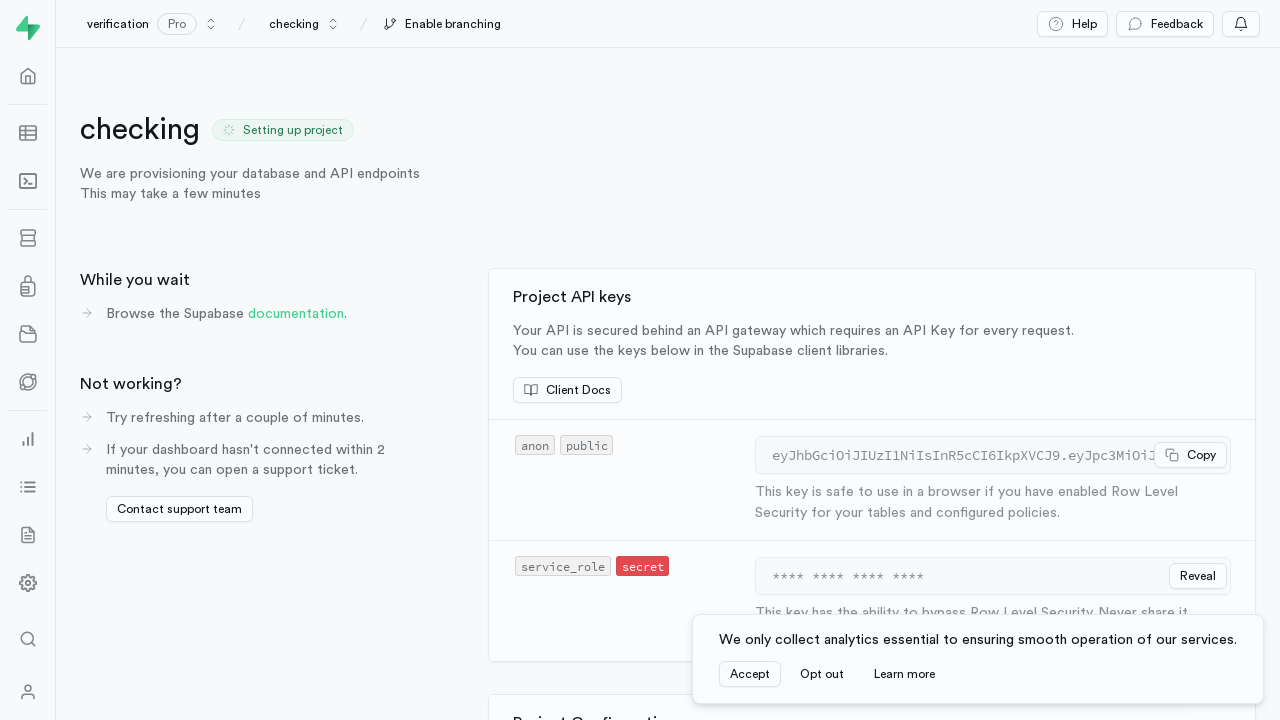 verification Pro / checking / Enable branching Help Feedback
checking Setting up project
We are provisioning your database and API endpoints
This may take a few minutes
While you wait
Browse the Supabase documentation.
Not working?
Try refreshing after a couple of minutes.
If your dashboard hasn't connected within 2
minutes, you can open a support ticket.
Contact support team
Project API keys
Your API is secured behind an API gateway which requires an API Key for every request.
You can use the keys below in the Supabase client libraries.
Client Docs
anon public
eyJhbGciOiJIUzI1NiIsInR5cCI6IkpXVCJ9.eyJpc3MiOiJ Copy
This key is safe to use in a browser if you have enabled Row Level
Security for your tables and configured policies.
service_role secret
**** **** **** **** Reveal
This key has the ability to bypass Row Level Security. Never share it
We only collect analytics essential to ensuring smooth operation of our services.
Accept Opt out Learn more